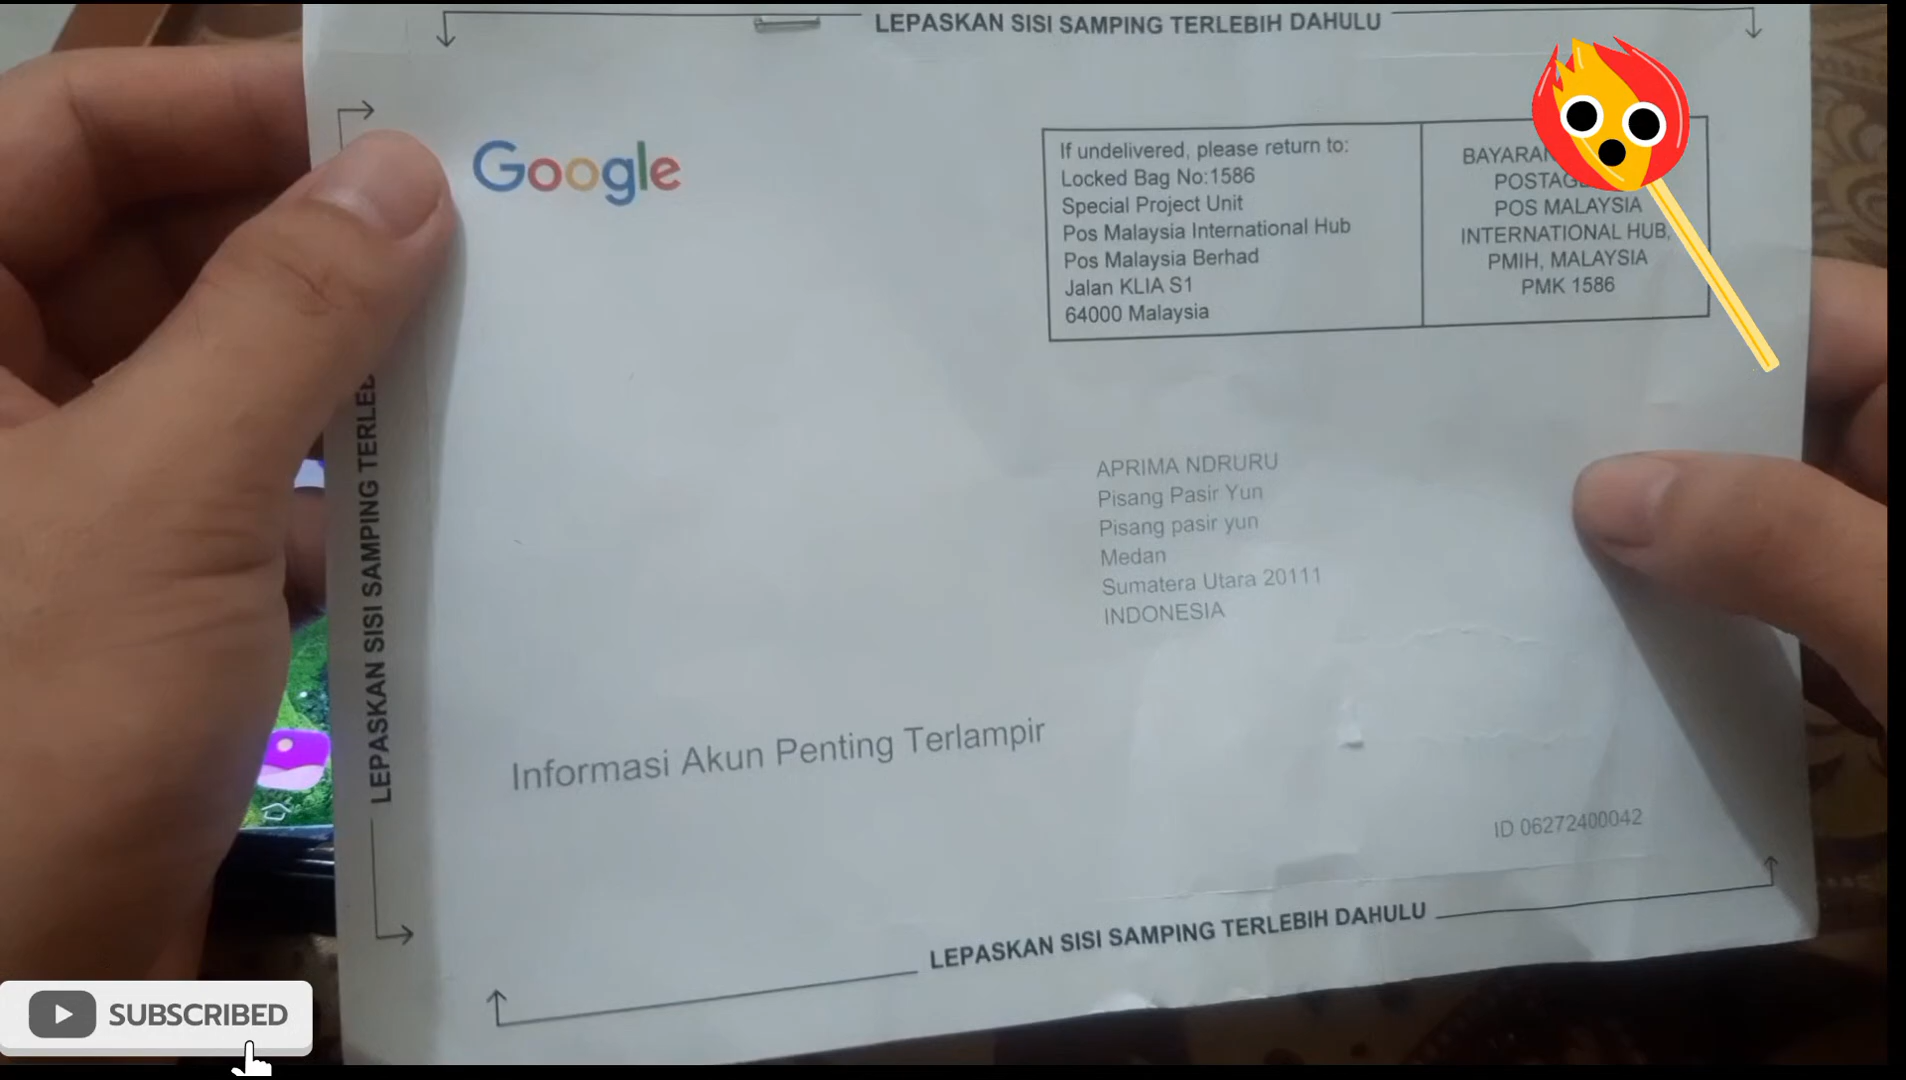 LEPASKAN SISI SAMPING TERLEBIH DAHULU
Google
If undelivered, please return to:
Locked Bag No:1586
Special Project Unit
Pos Malaysia International Hub
Pos Malaysia Berhad
Jalan KLIA S1
64000 Malaysia
BAYARAN
POS MALAYSIA
INTERNATIONAL HUB,
PMIH, MALAYSIA
PMK 1586
LEPASKAN SISI SAMPING
APRIMA NDRURU
Pisang Pasir Yun
Pisang pasir yun
Medan
Sumatera Utara 20111
INDONESIA
Informasi Akun Penting Terlampir
ID 06272400042
LEPASKAN SISI SAMPING TERLEBIH DAHULU
SUBSCRIBED